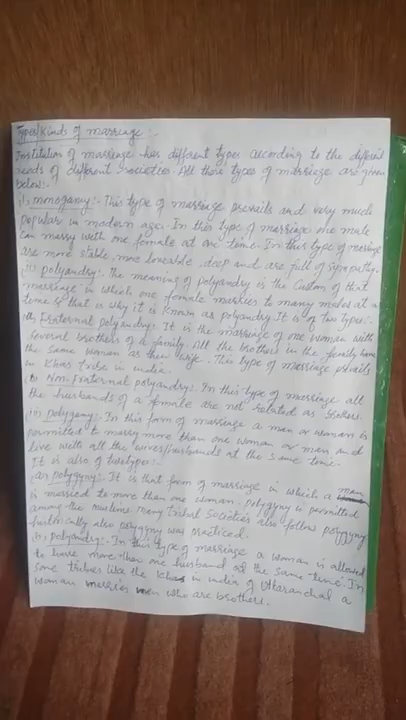 Types/Kinds of marriage :-
Institution of marriage has different types according to the different
needs of different societies. All those types of marriage are given
below:-
(i) monogamy:- This type of marriage prevails and very much
popular in modern age. In this type of marriage one male
can marry with one female at one time. In this type of marriage
are more stable, more loveable, deep and are full of sympathy.
(ii) polyandry:- The meaning of polyandry is the custom of that
marriage in which one female marries to many males at a
time so that is why it is known as polyandry. It is of two types:-
(a) Fraternal polyandry: It is the marriage of one woman with
several brothers of a family. All the brothers in the family have
the same woman as their wife. This type of marriage prevails
in Khas tribe in india.
(b) Non-Fraternal polyandry: In this type of marriage all
the husbands of a female are not related as brothers.
(iii) Polygamy: In this form of marriage a man or woman is
permitted to marry more than one woman or man and
live with all the wives/husbands at the same time.
It is also of two types:-
(a) polygyny:- It is that form of marriage in which a man
is married to more than one woman. polygyny is permitted
among the muslims. many tribal societies also follow polygyny.
historically also polygyny was practiced.
(b) polyandry:- In this type of marriage a woman is allowed
to have more than one husband at the same time. In
some tribes like the Khas in india of Uttaranchal a
woman marries men who are brothers.